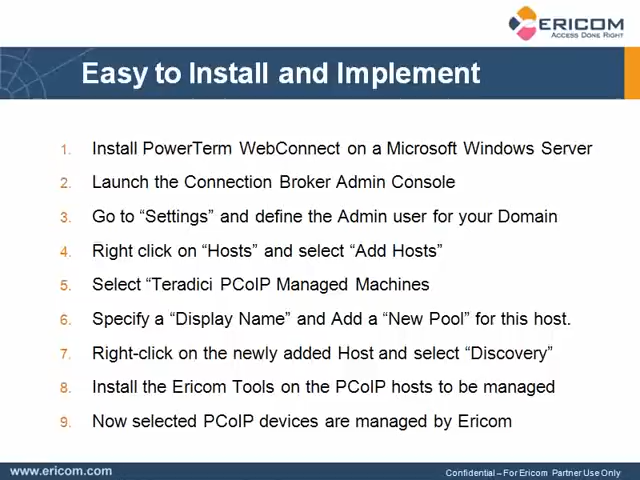 ERICOM
ACCESS DONE RIGHT
Easy to Install and Implement
1. Install PowerTerm WebConnect on a Microsoft Windows Server
2. Launch the Connection Broker Admin Console
3. Go to “Settings” and define the Admin user for your Domain
4. Right click on “Hosts” and select “Add Hosts”
5. Select “Teradici PCoIP Managed Machines
6. Specify a “Display Name” and Add a “New Pool” for this host.
7. Right-click on the newly added Host and select “Discovery”
8. Install the Ericom Tools on the PCoIP hosts to be managed
9. Now selected PCoIP devices are managed by Ericom
www.ericom.com
Confidential – For Ericom Partner Use Only